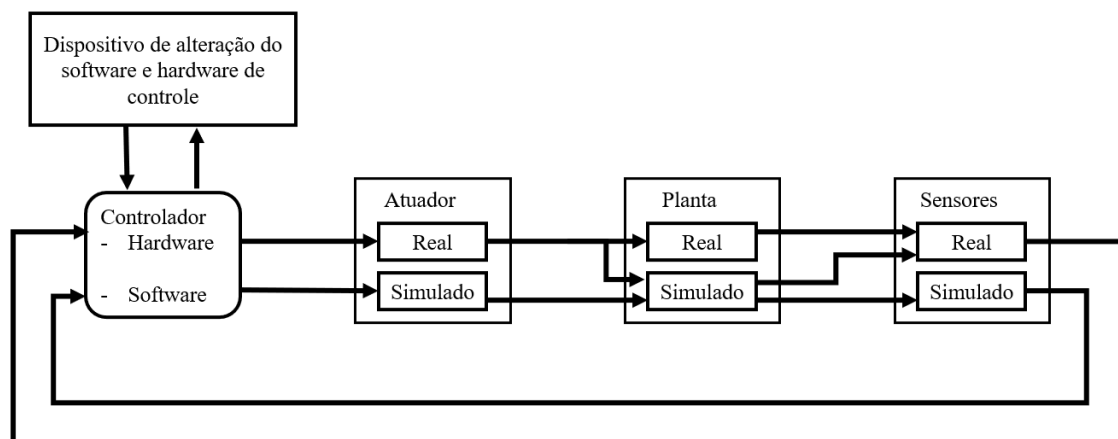 Dispositivo de alteração do
software e hardware de
controle
Controlador
- Hardware
- Software
Atuador
Real
Simulado
Planta
Real
Simulado
Sensores
Real
Simulado